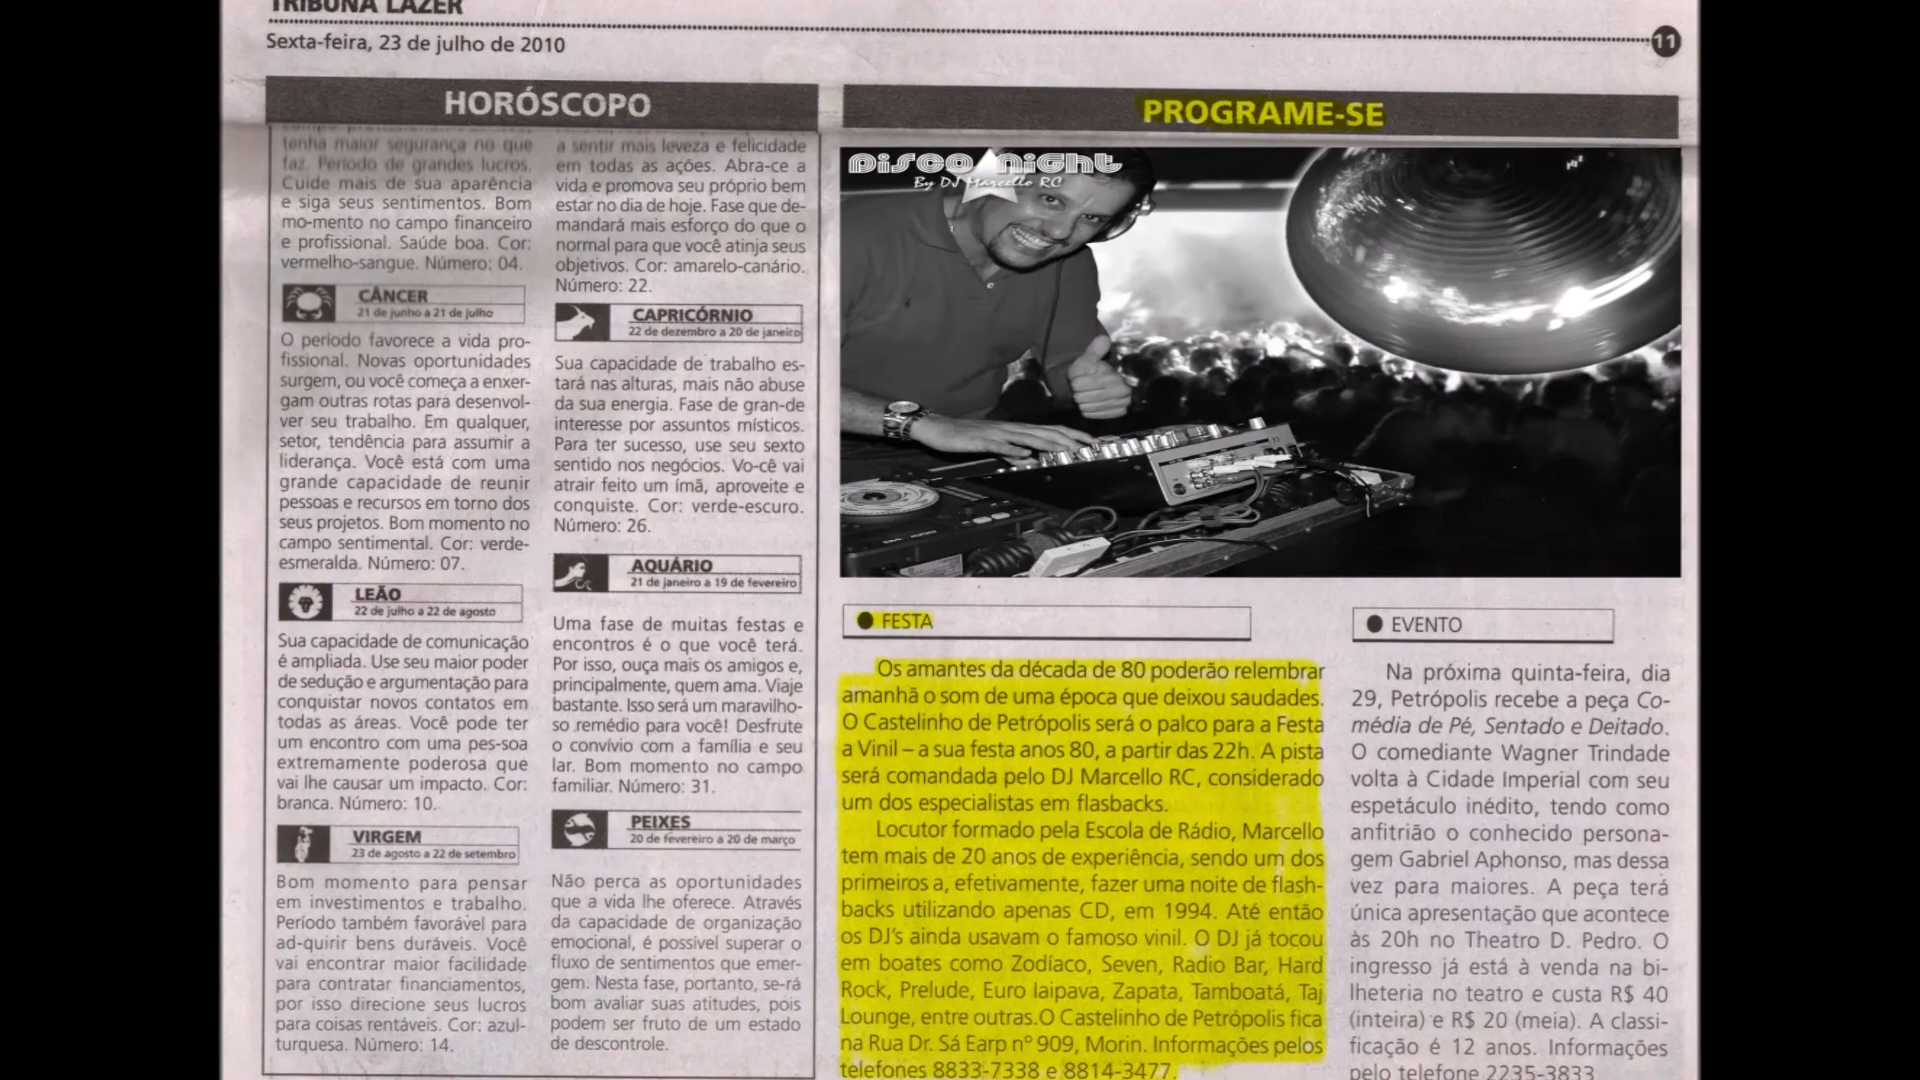 TRIBUNA LAZER
Sexta-feira, 23 de julho de 2010
11
HORÓSCOPO
tenha maior segurança no que
faz. Período de grandes lucros.
Cuide mais de sua aparência
e siga seus sentimentos. Bom
mo-mento no campo financeiro
e profissional. Saúde boa. Cor:
vermelho-sangue. Número: 04.
CÂNCER
21 de junho a 21 de julho
O período favorece a vida pro-
fissional. Novas oportunidades
surgem, ou você começa a enxer-
gam outras rotas para desenvol-
ver seu trabalho. Em qualquer,
setor, tendência para assumir a
liderança. Você está com uma
grande capacidade de reunir
pessoas e recursos em torno dos
seus projetos. Bom momento no
campo sentimental. Cor: verde-
esmeralda. Número: 07.
LEÃO
22 de julho a 22 de agosto
Sua capacidade de comunicação
é ampliada. Use seu maior poder
de sedução e argumentação para
conquistar novos contatos em
todas as áreas. Você pode ter
um encontro com uma pes-soa
extremamente poderosa que
vai lhe causar um impacto. Cor:
branca. Número: 10.
VIRGEM
23 de agosto a 22 de setembro
Bom momento para pensar
em investimentos e trabalho.
Período também favorável para
ad-quirir bens duráveis. Você
vai encontrar maior facilidade
para contratar financiamentos,
por isso direcione seus lucros
para coisas rentáveis. Cor: azul-
turquesa. Número: 14.
a sentir mais leveza e felicidade
em todas as ações. Abra-ce a
vida e promova seu próprio bem
estar no dia de hoje. Fase que de-
mandará mais esforço do que o
normal para que você atinja seus
objetivos. Cor: amarelo-canário.
Número: 22.
CAPRICÓRNIO
22 de dezembro a 20 de janeiro
Sua capacidade de trabalho es-
tará nas alturas, mais não abuse
da sua energia. Fase de gran-de
interesse por assuntos místicos.
Para ter sucesso, use seu sexto
sentido nos negócios. Vo-cê vai
atrair feito um ímã, aproveite e
conquiste. Cor: verde-escuro.
Número: 26.
AQUÁRIO
21 de janeiro a 19 de fevereiro
Uma fase de muitas festas e
encontros é o que você terá.
Por isso, ouça mais os amigos e,
principalmente, quem ama. Viaje
bastante. Isso será um maravilho-
so remédio para você! Desfrute
o convívio com a família e seu
lar. Bom momento no campo
familiar. Número: 31.
PEIXES
20 de fevereiro a 20 de março
Não perca as oportunidades
que a vida lhe oferece. Através
da capacidade de organização
emocional, é possível superar o
fluxo de sentimentos que emer-
gem. Nesta fase, portanto, se-rá
bom avaliar suas atitudes, pois
podem ser fruto de um estado
de descontrole.
PROGRAME-SE
DISCO NIGHT
By DJ Marcello RC
FESTA
Os amantes da década de 80 poderão relembrar
amanhã o som de uma época que deixou saudades.
O Castelinho de Petrópolis será o palco para a Festa
a Vinil – a sua festa anos 80, a partir das 22h. A pista
será comandada pelo DJ Marcello RC, considerado
um dos especialistas em flasbacks.
Locutor formado pela Escola de Rádio, Marcello
tem mais de 20 anos de experiência, sendo um dos
primeiros a, efetivamente, fazer uma noite de flash-
backs utilizando apenas CD, em 1994. Até então
os DJ's ainda usavam o famoso vinil. O DJ já tocou
em boates como Zodíaco, Seven, Radio Bar, Hard
Rock, Prelude, Euro Iaipava, Zapata, Tamboatá, Taj
Lounge, entre outras.O Castelinho de Petrópolis fica
na Rua Dr. Sá Earp nº 909, Morin. Informações pelos
telefones 8833-7338 e 8814-3477.
EVENTO
Na próxima quinta-feira, dia
29, Petrópolis recebe a peça Co-
média de Pé, Sentado e Deitado.
O comediante Wagner Trindade
volta à Cidade Imperial com seu
espetáculo inédito, tendo como
anfitrião o conhecido persona-
gem Gabriel Aphonso, mas dessa
vez para maiores. A peça terá
única apresentação que acontece
às 20h no Theatro D. Pedro. O
ingresso já está à venda na bi-
lheteria no teatro e custa R$ 40
(inteira) e R$ 20 (meia). A classi-
ficação é 12 anos. Informações
pelo telefone 2235-3833